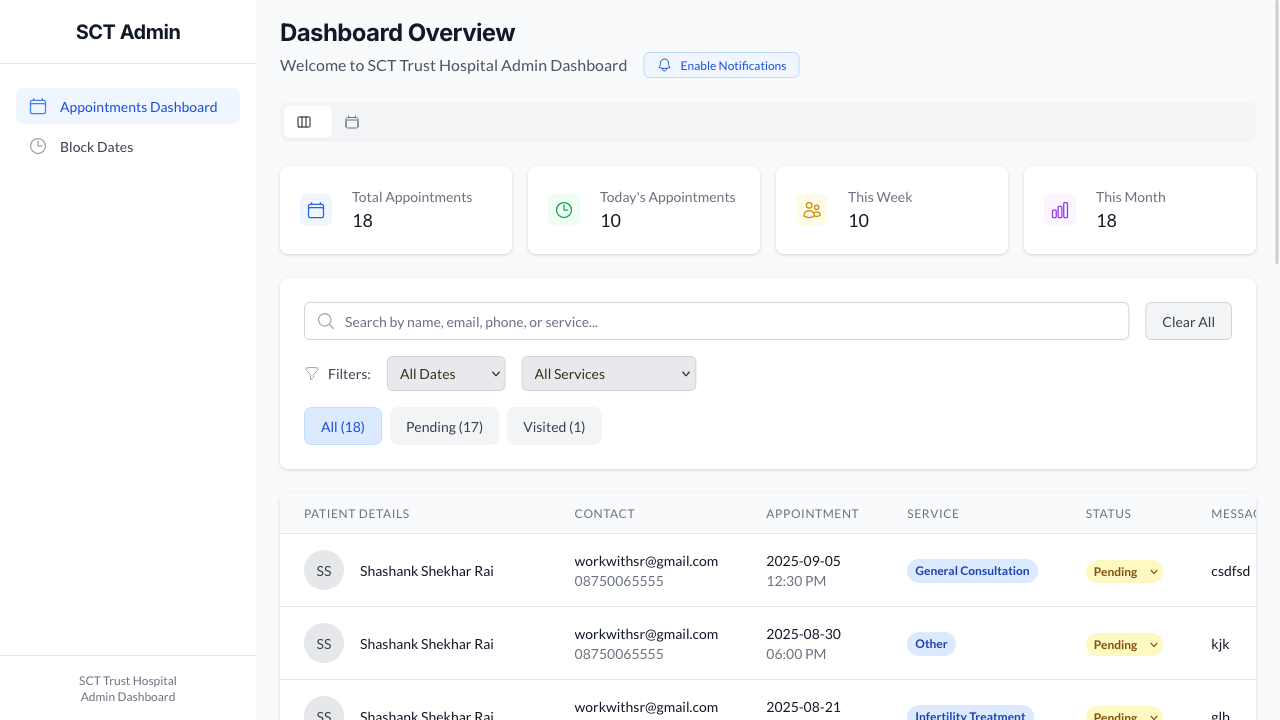 SCT Admin
Appointments Dashboard
Block Dates
SCT Trust Hospital
Admin Dashboard
Dashboard Overview
Welcome to SCT Trust Hospital Admin Dashboard
Enable Notifications
Total Appointments
18
Today's Appointments
10
This Week
10
This Month
18
Search by name, email, phone, or service...
Clear All
Filters:
All Dates
All Services
All (18)
Pending (17)
Visited (1)
PATIENT DETAILS CONTACT APPOINTMENT SERVICE STATUS
SS Shashank Shekhar Rai workwithsr@gmail.com 08750065555 2025-09-05 12:30 PM General Consultation Pending csdfsd
SS Shashank Shekhar Rai workwithsr@gmail.com 08750065555 2025-08-30 06:00 PM Other Pending kjk
SS Shashank Shekhar Rai workwithsr@gmail.com 2025-08-21 Infertility Treatment Pending